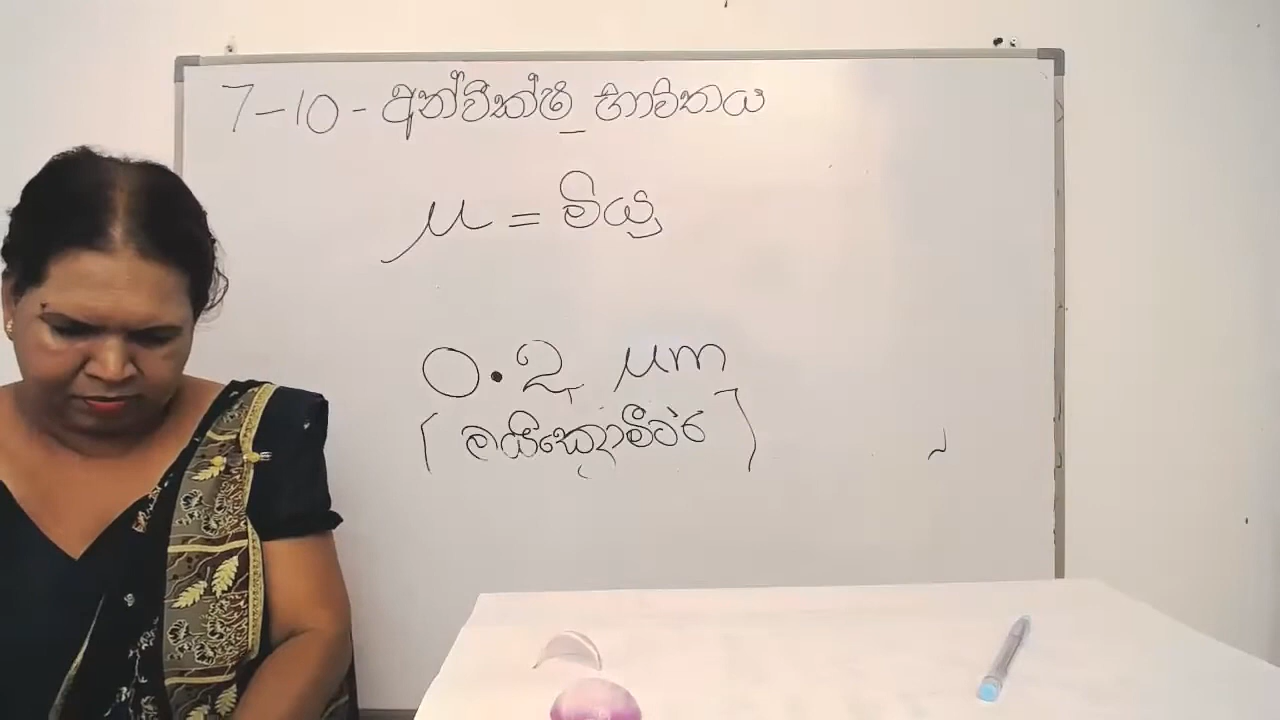 7-10 - අන්වීක්ෂී භාවිතය
μ = මියු
0.2 μm
(මයික්‍රොමීටර)